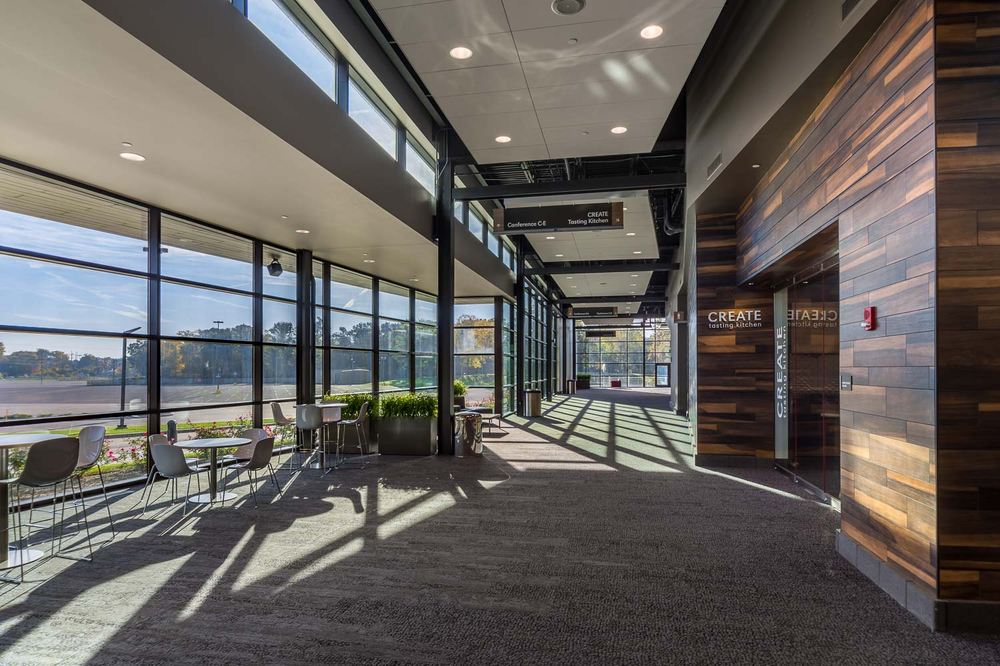 CREATE
Conference C-E
Tasting Kitchen
CREATE
tasting kitchen
CREATE
tasting kitchen